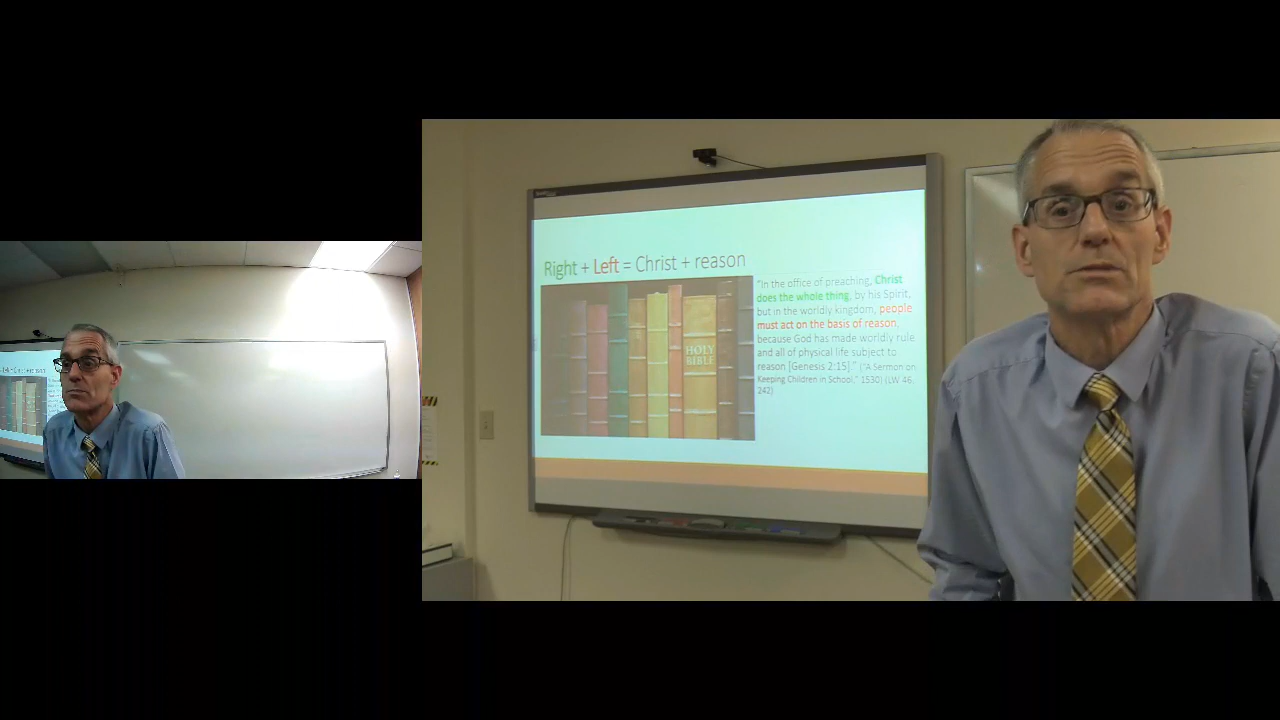 Right + Left = Christ + reason
"In the office of preaching, Christ
does the whole thing, by his Spirit,
but in the worldly kingdom, people
must act on the basis of reason,
because God has made worldly rule
and all of physical life subject to
reason [Genesis 2:15]." ("A Sermon on
Keeping Children in School," 1530) (LW 46,
242)
HOLY
BIBLE